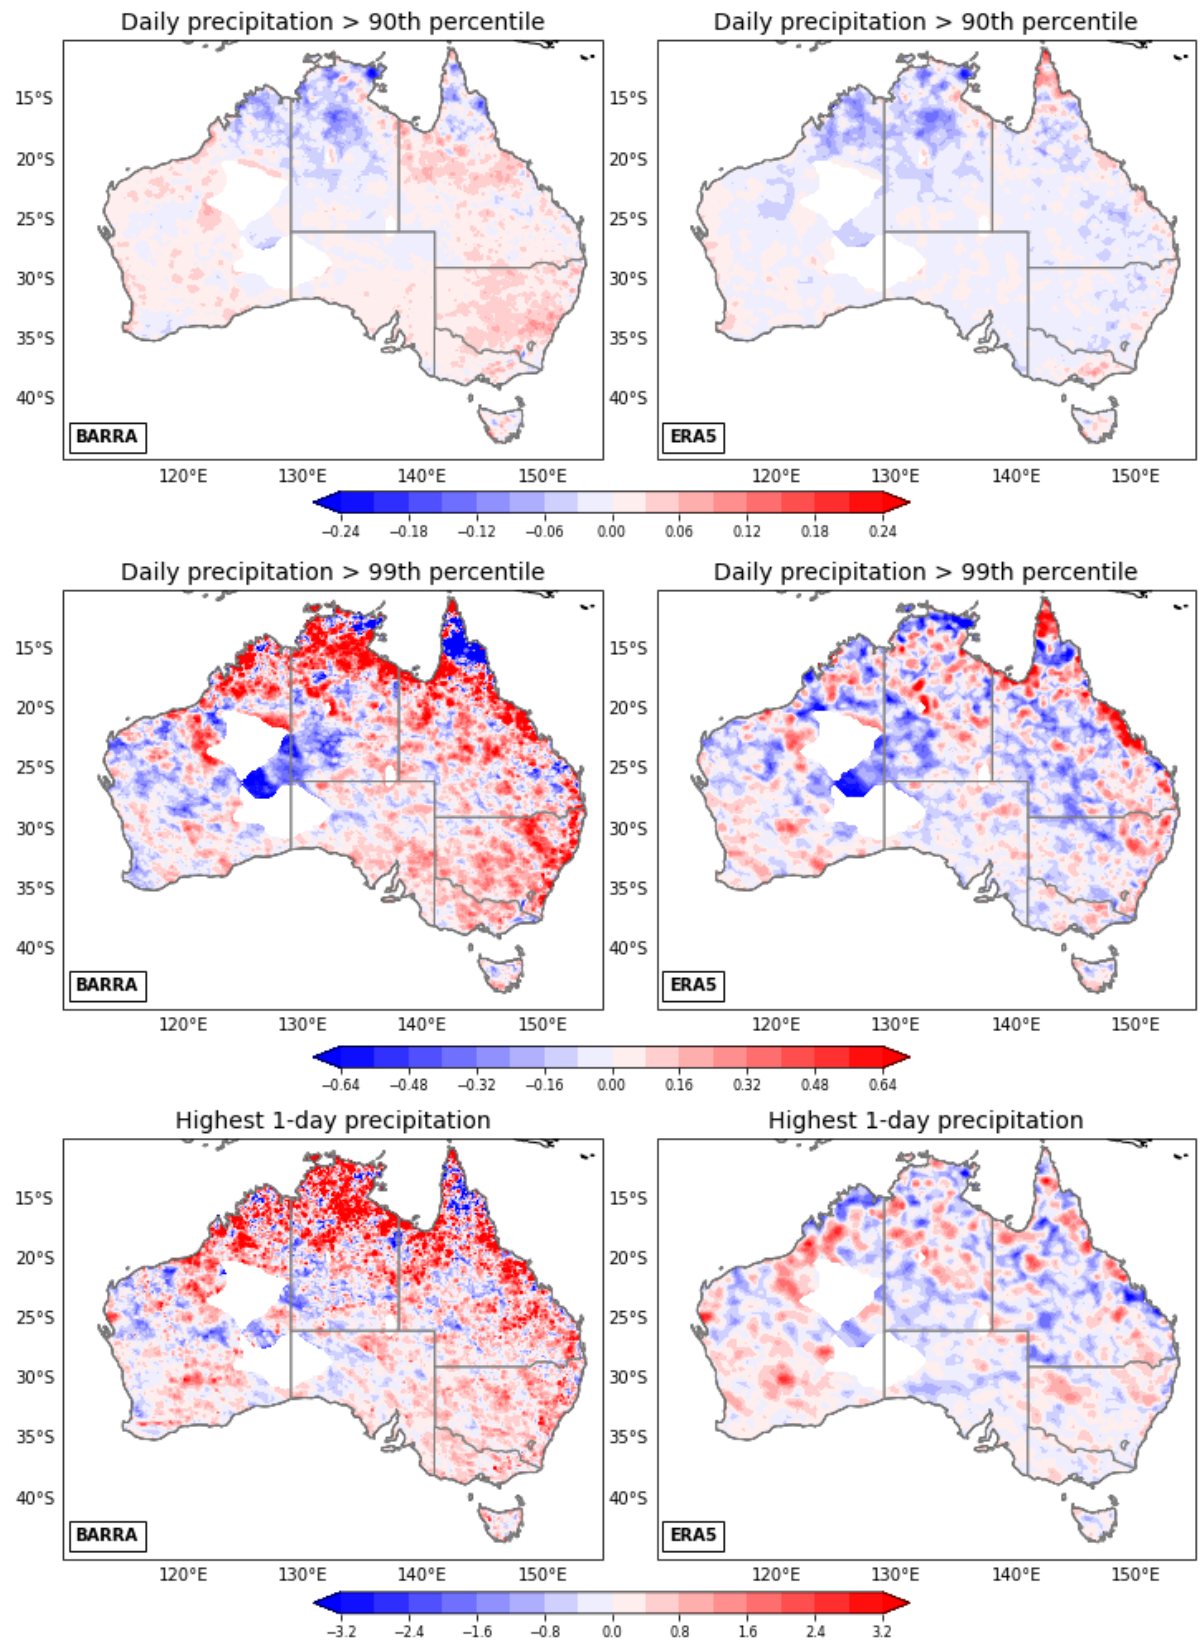 Daily precipitation > 90th percentile
Daily precipitation > 90th percentile
15°S
20°S
25°S
30°S
35°S
40°S
15°S
20°S
25°S
30°S
35°S
40°S
BARRA
ERA5
120°E 130°E 140°E 150°E
120°E 130°E 140°E 150°E
−0.24 −0.18 −0.12 −0.06 0.00 0.06 0.12 0.18 0.24
Daily precipitation > 99th percentile
Daily precipitation > 99th percentile
15°S
20°S
25°S
30°S
35°S
40°S
15°S
20°S
25°S
30°S
35°S
40°S
BARRA
ERA5
120°E 130°E 140°E 150°E
120°E 130°E 140°E 150°E
−0.64 −0.48 −0.32 −0.16 0.00 0.16 0.32 0.48 0.64
Highest 1-day precipitation
Highest 1-day precipitation
15°S
20°S
25°S
30°S
35°S
40°S
15°S
20°S
25°S
30°S
35°S
40°S
BARRA
ERA5
120°E 130°E 140°E 150°E
120°E 130°E 140°E 150°E
−3.2 −2.4 −1.6 −0.8 0.0 0.8 1.6 2.4 3.2